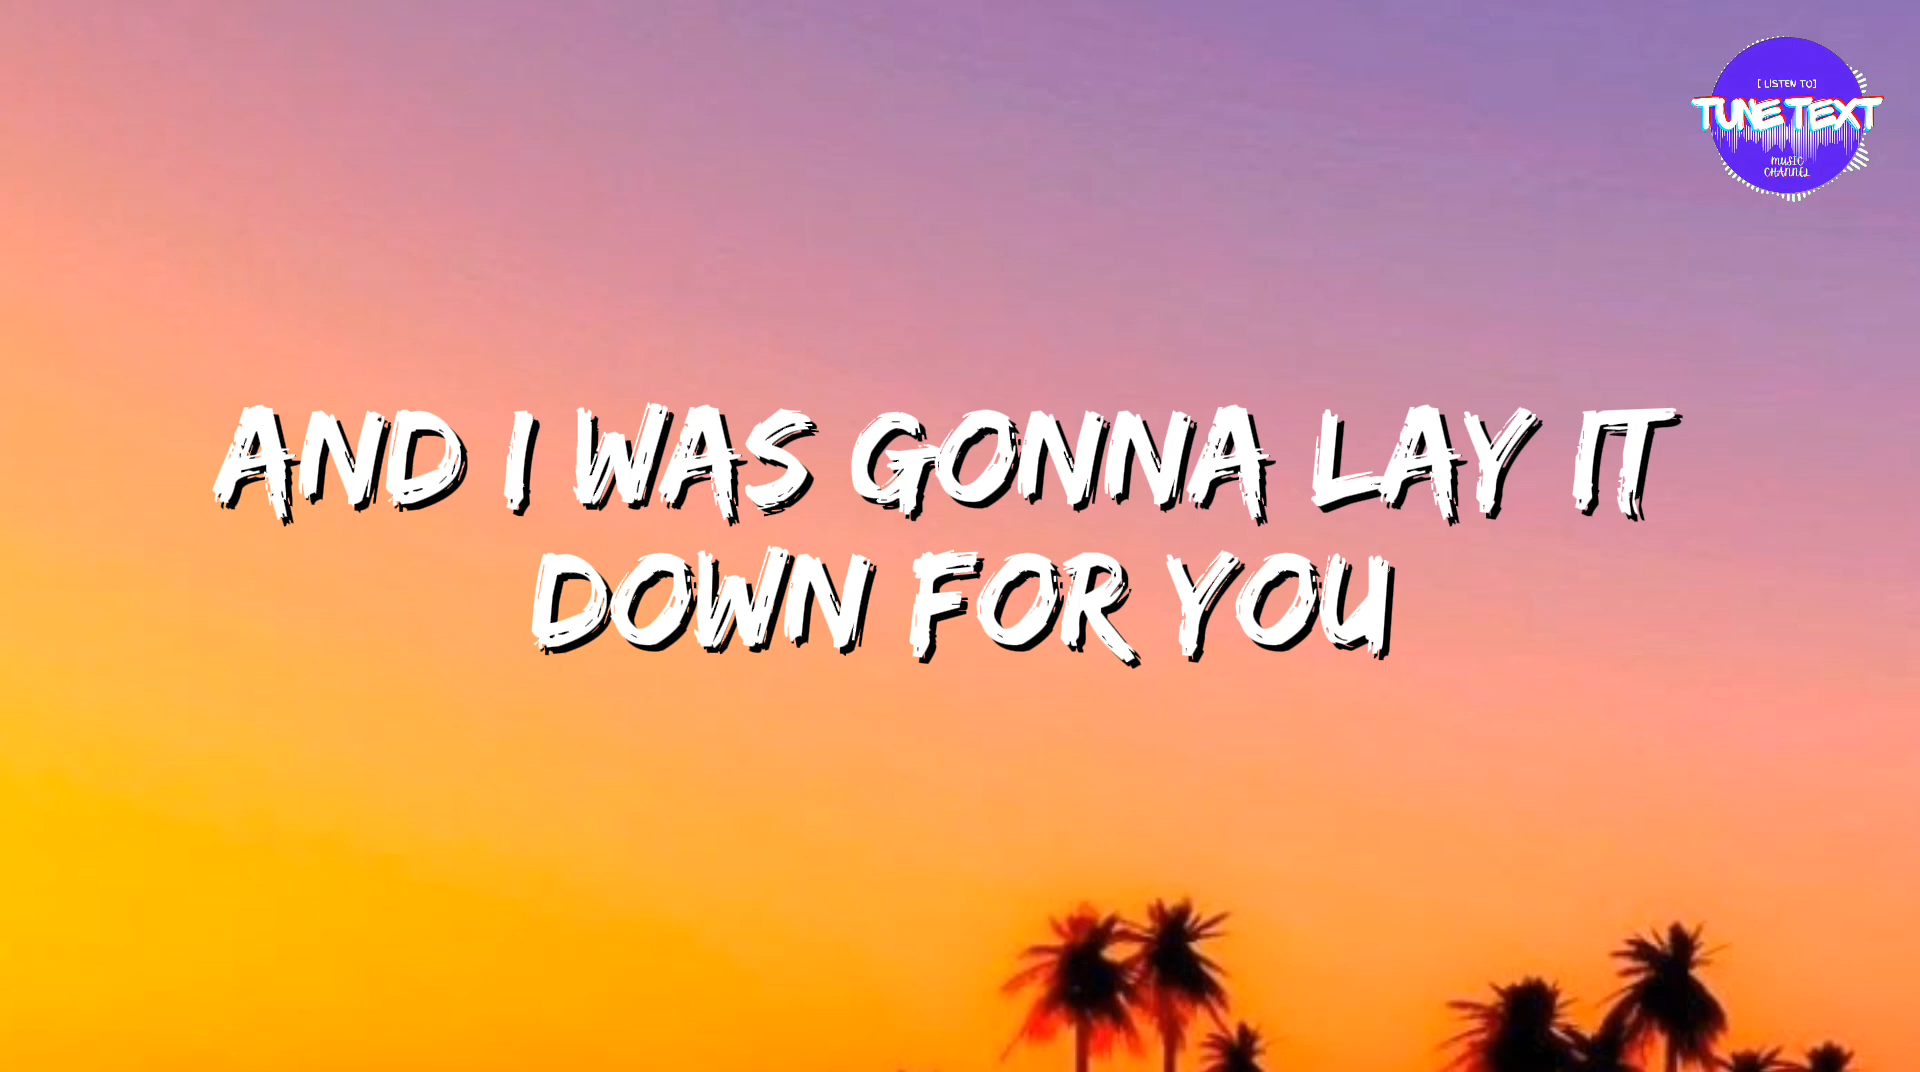 [ LISTEN TO]
TUNE TEXT
MUSIC
CHANNEL
AND I WAS GONNA LAY IT
DOWN FOR YOU